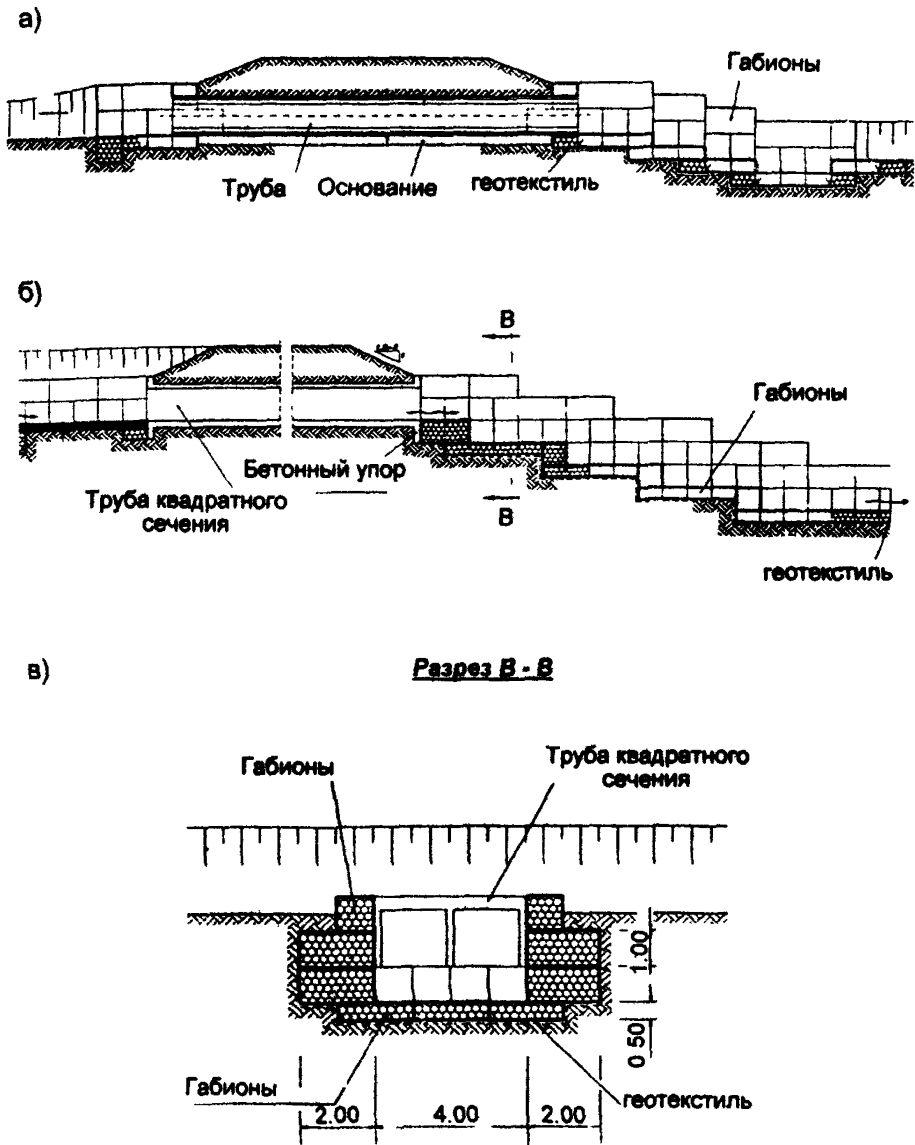 а)
Габионы
Труба
Основание
геотекстиль
б)
В
Габионы
Бетонный упор
Труба квадратного
сечения
В
геотекстиль
в)
Разрез В - В
Габионы
Труба квадратного
сечения
1.00
0 50
Габионы
геотекстиль
2.00
4.00
2.00